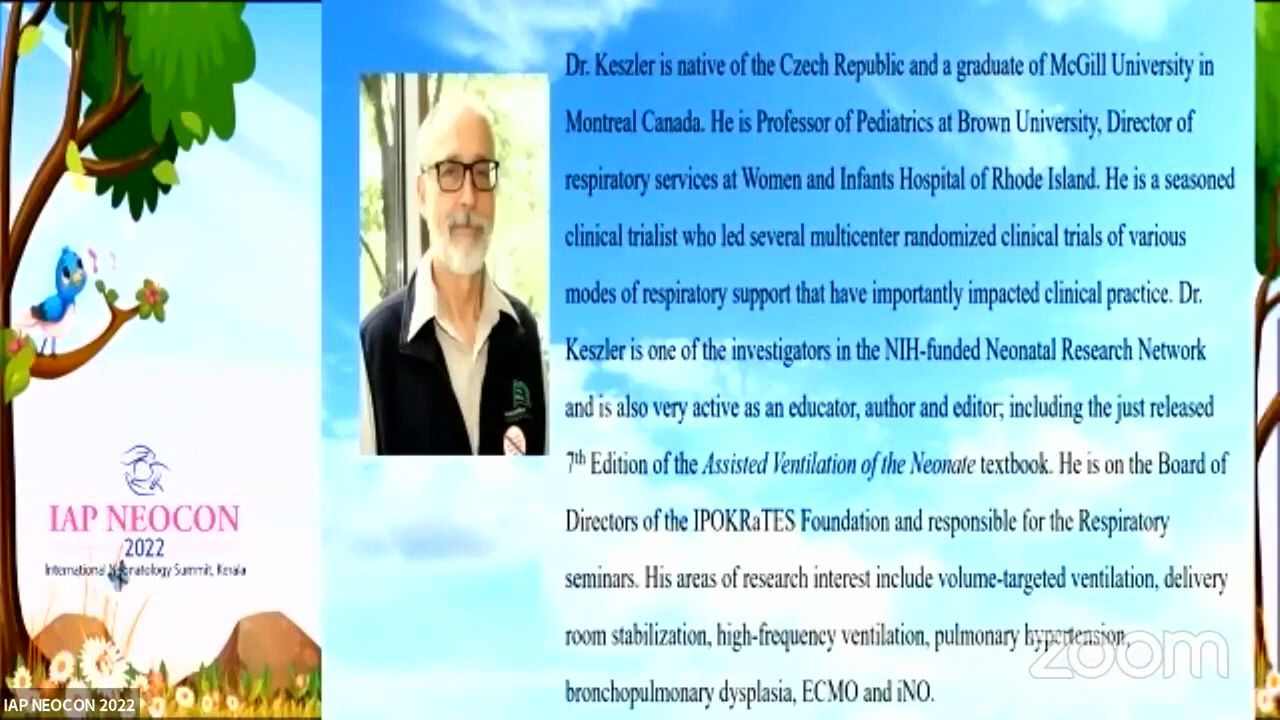 Dr. Keszler is native of the Czech Republic and a graduate of McGill University in
Montreal Canada. He is Professor of Pediatrics at Brown University, Director of
respiratory services at Women and Infants Hospital of Rhode Island. He is a seasoned
clinical trialist who led several multicenter randomized clinical trials of various
modes of respiratory support that have importantly impacted clinical practice. Dr.
Keszler is one of the investigators in the NIH-funded Neonatal Research Network
and is also very active as an educator, author and editor; including the just released
7th Edition of the Assisted Ventilation of the Neonate textbook. He is on the Board of
Directors of the IPOKRaTES Foundation and responsible for the Respiratory
seminars. His areas of research interest include volume-targeted ventilation, delivery
room stabilization, high-frequency ventilation, pulmonary hypertension,
bronchopulmonary dysplasia, ECMO and iNO.
IAP NEOCON
2022
International Neonatology Summit, Kerala
zoom
IAP NEOCON 2022